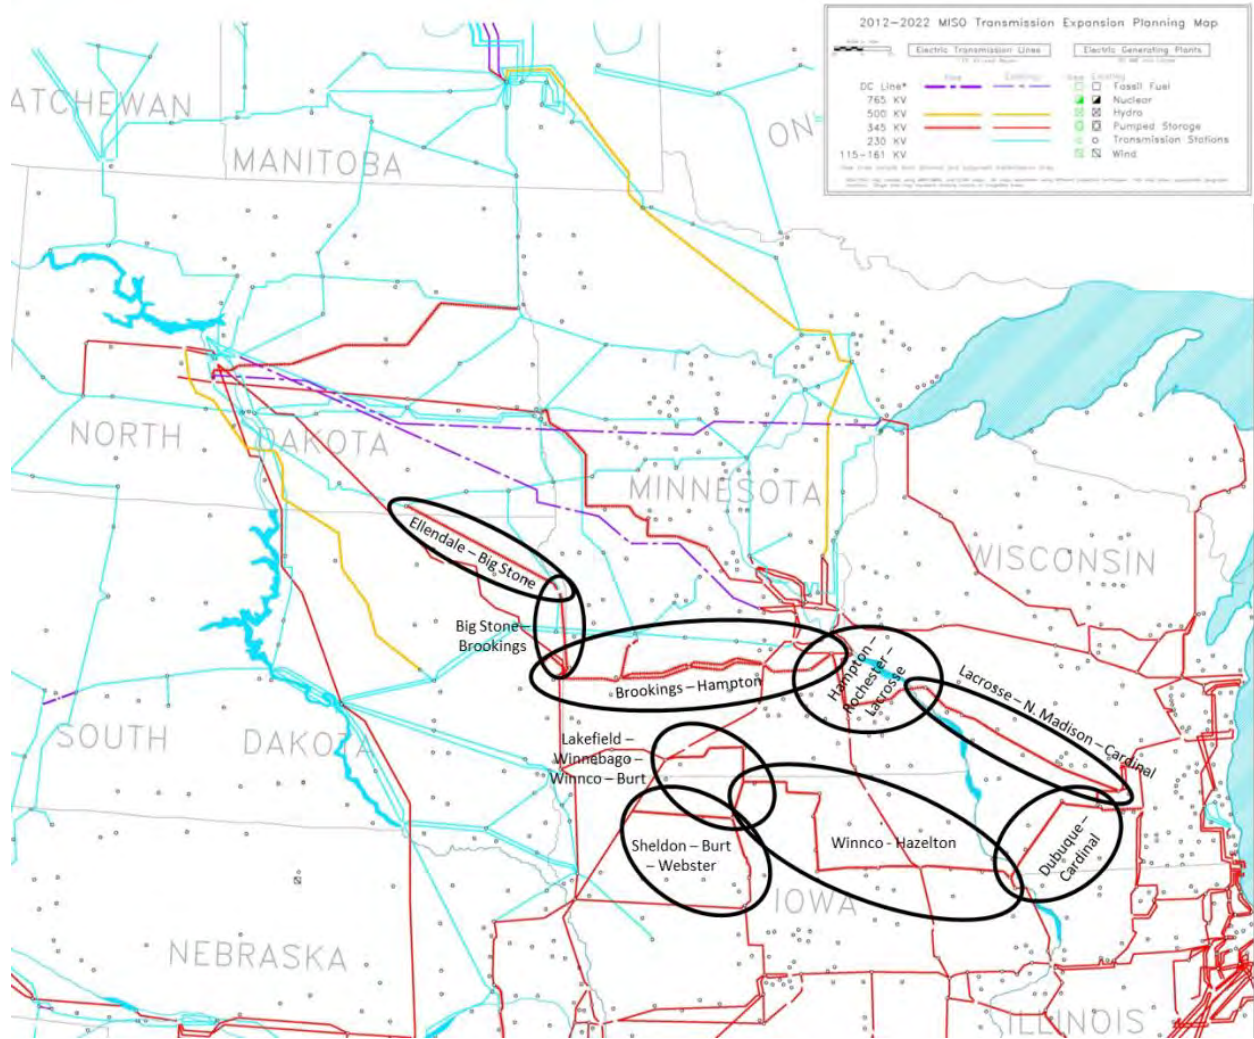 2012-2022 MISO Transmission Expansion Planning Map
Electric Transmission Lines
Electric Generating Plants
New
Existing
DC Line*
765 KV
500 KV
345 KV
230 KV
115-161 KV
Fossil Fuel
Nuclear
Hydro
Pumped Storage
Transmission Stations
Wind
ATCHEWAN
MANITOBA
ON
NORTH DAKOTA
MINNESOTA
WISCONSIN
Ellendale – Big Stone
Big Stone –
Brookings
Brookings – Hampton
Hampton –
Rochester –
Lacrosse
Lacrosse – N. Madison – Cardinal
SOUTH DAKOTA
Lakefield –
Winnebago –
Winnco – Burt
Sheldon – Burt
– Webster
Winnco - Hazelton
Dubuque –
Cardinal
IOWA
NEBRASKA
ILLINOIS